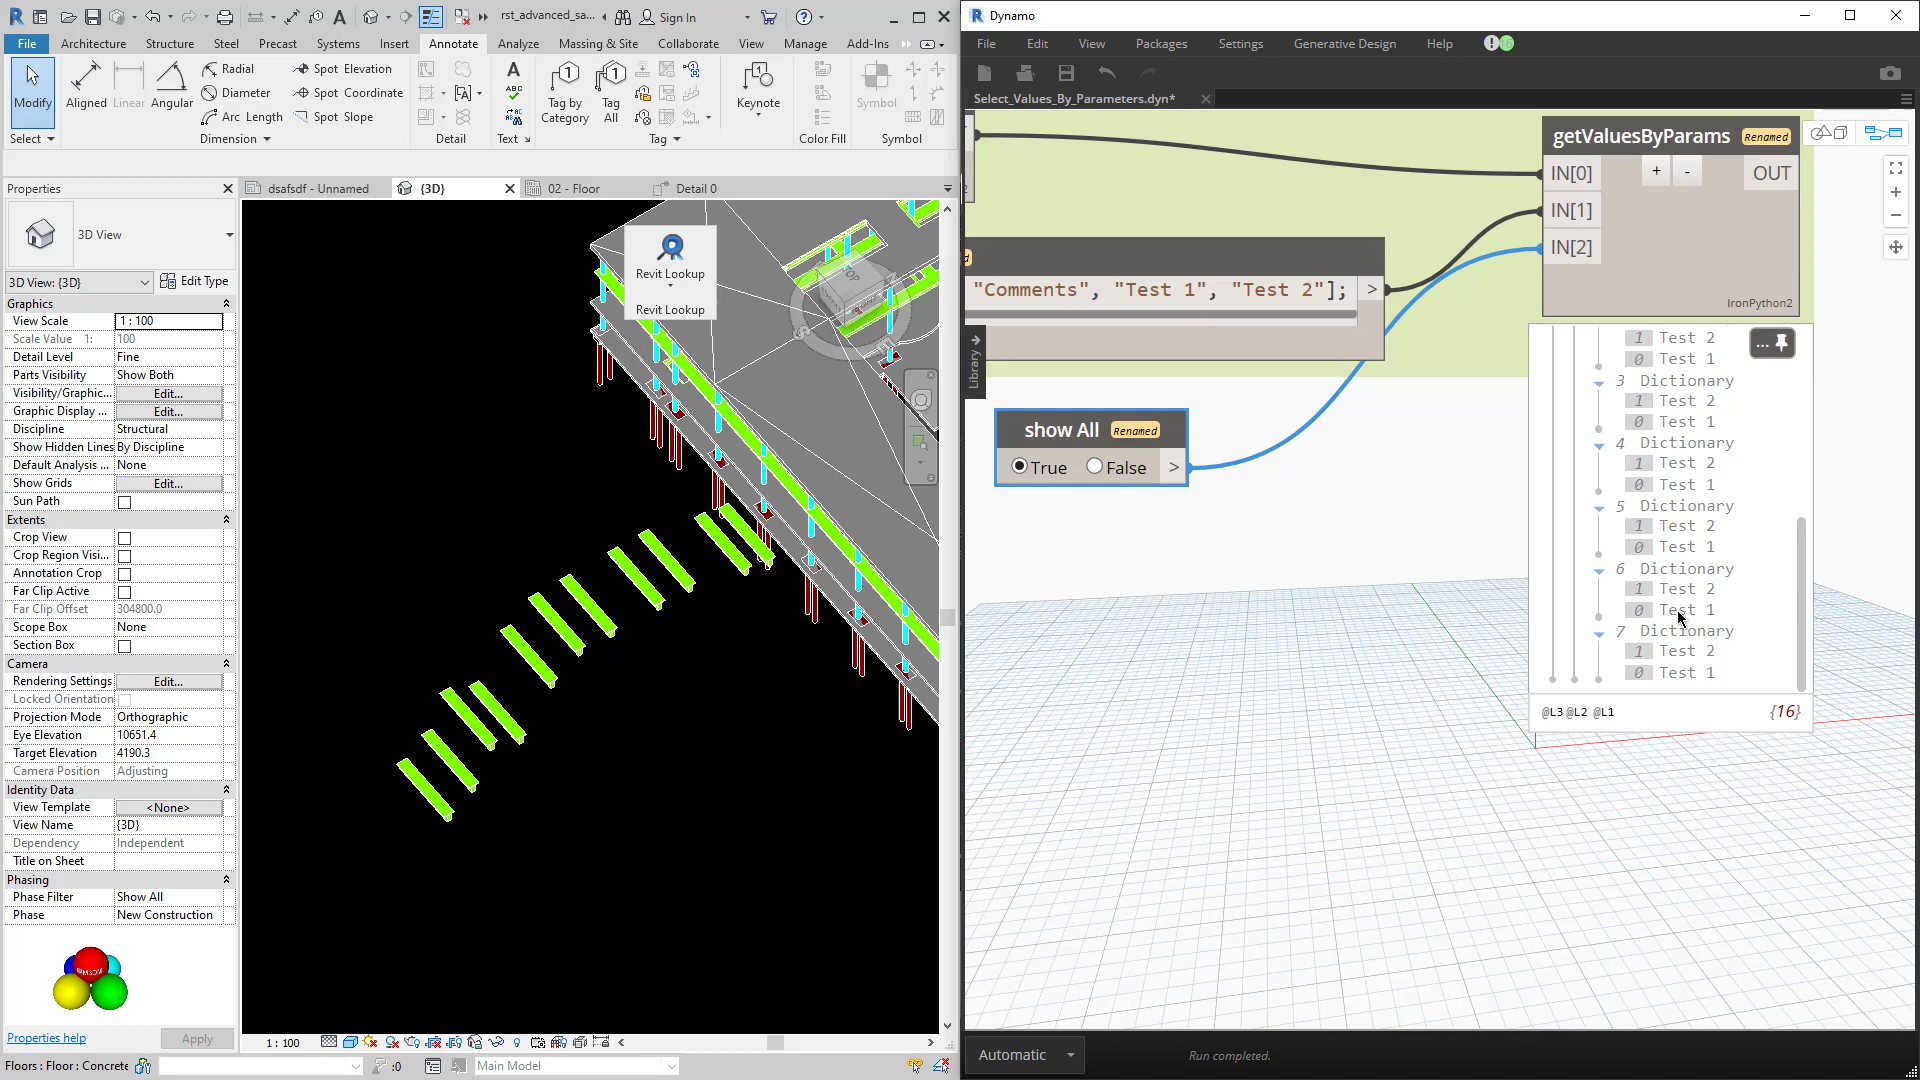 rst_advanced_sa...
Sign In
File
Architecture
Structure
Steel
Precast
Systems
Insert
Annotate
Analyze
Massing & Site
Collaborate
View
Manage
Add-Ins
Modify
Aligned
Linear
Angular
Radial
Diameter
Arc Length
Spot Elevation
Spot Coordinate
Spot Slope
Tag by
Category
Tag
All
Keynote
Symbol
Select
Dimension
Detail
Text
Tag
Color Fill
Symbol
Properties
dsafsdf - Unnamed
{3D}
02 - Floor
Detail 0
3D View
3D View: {3D}
Edit Type
Graphics
View Scale 1 : 100
Scale Value 1: 100
Detail Level Fine
Parts Visibility Show Both
Visibility/Graphic... Edit...
Graphic Display ... Edit...
Discipline Structural
Show Hidden Lines By Discipline
Default Analysis ... None
Show Grids Edit...
Sun Path
Extents
Crop View
Crop Region Visi...
Annotation Crop
Far Clip Active
Far Clip Offset 304800.0
Scope Box None
Section Box
Camera
Rendering Settings Edit...
Locked Orientation
Projection Mode Orthographic
Eye Elevation 10651.4
Target Elevation 4190.3
Camera Position Adjusting
Identity Data
View Template <None>
View Name {3D}
Dependency Independent
Title on Sheet
Phasing
Phase Filter Show All
Phase New Construction
Properties help
Apply
Revit Lookup
Revit Lookup
TOP
1 : 100
Floors : Floor : Concrete
:0
Main Model
Dynamo
File
Edit
View
Packages
Settings
Generative Design
Help
Select_Values_By_Parameters.dyn*
getValuesByParams Renamed
IN[0] + - OUT
IN[1]
IN[2]
IronPython2
"Comments", "Test 1", "Test 2"]; >
Library
show All Renamed
True False >
...
1 Test 2
0 Test 1
3 Dictionary
1 Test 2
0 Test 1
4 Dictionary
1 Test 2
0 Test 1
5 Dictionary
1 Test 2
0 Test 1
6 Dictionary
1 Test 2
0 Test 1
7 Dictionary
1 Test 2
0 Test 1
@L3 @L2 @L1 {16}
Automatic
Run completed.